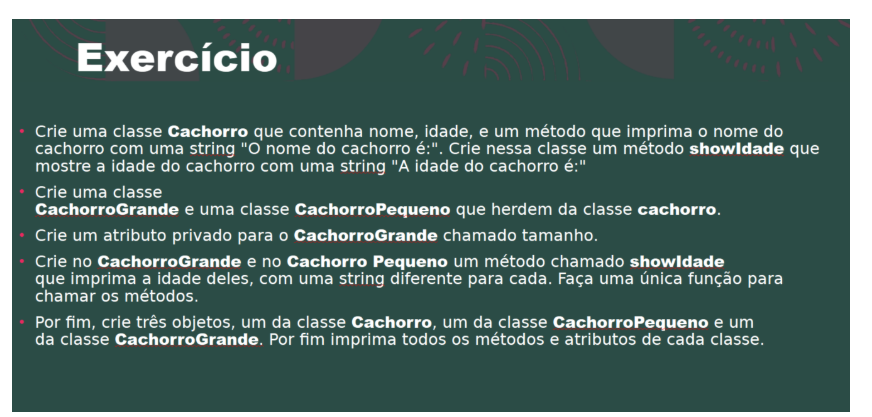 Exercício
• Crie uma classe Cachorro que contenha nome, idade, e um método que imprima o nome do
cachorro com uma string "O nome do cachorro é:". Crie nessa classe um método showIdade que
mostre a idade do cachorro com uma string "A idade do cachorro é:"
• Crie uma classe
CachorroGrande e uma classe CachorroPequeno que herdem da classe cachorro.
• Crie um atributo privado para o CachorroGrande chamado tamanho.
• Crie no CachorroGrande e no Cachorro Pequeno um método chamado showIdade
que imprima a idade deles, com uma string diferente para cada. Faça uma única função para
chamar os métodos.
• Por fim, crie três objetos, um da classe Cachorro, um da classe CachorroPequeno e um
da classe CachorroGrande. Por fim imprima todos os métodos e atributos de cada classe.